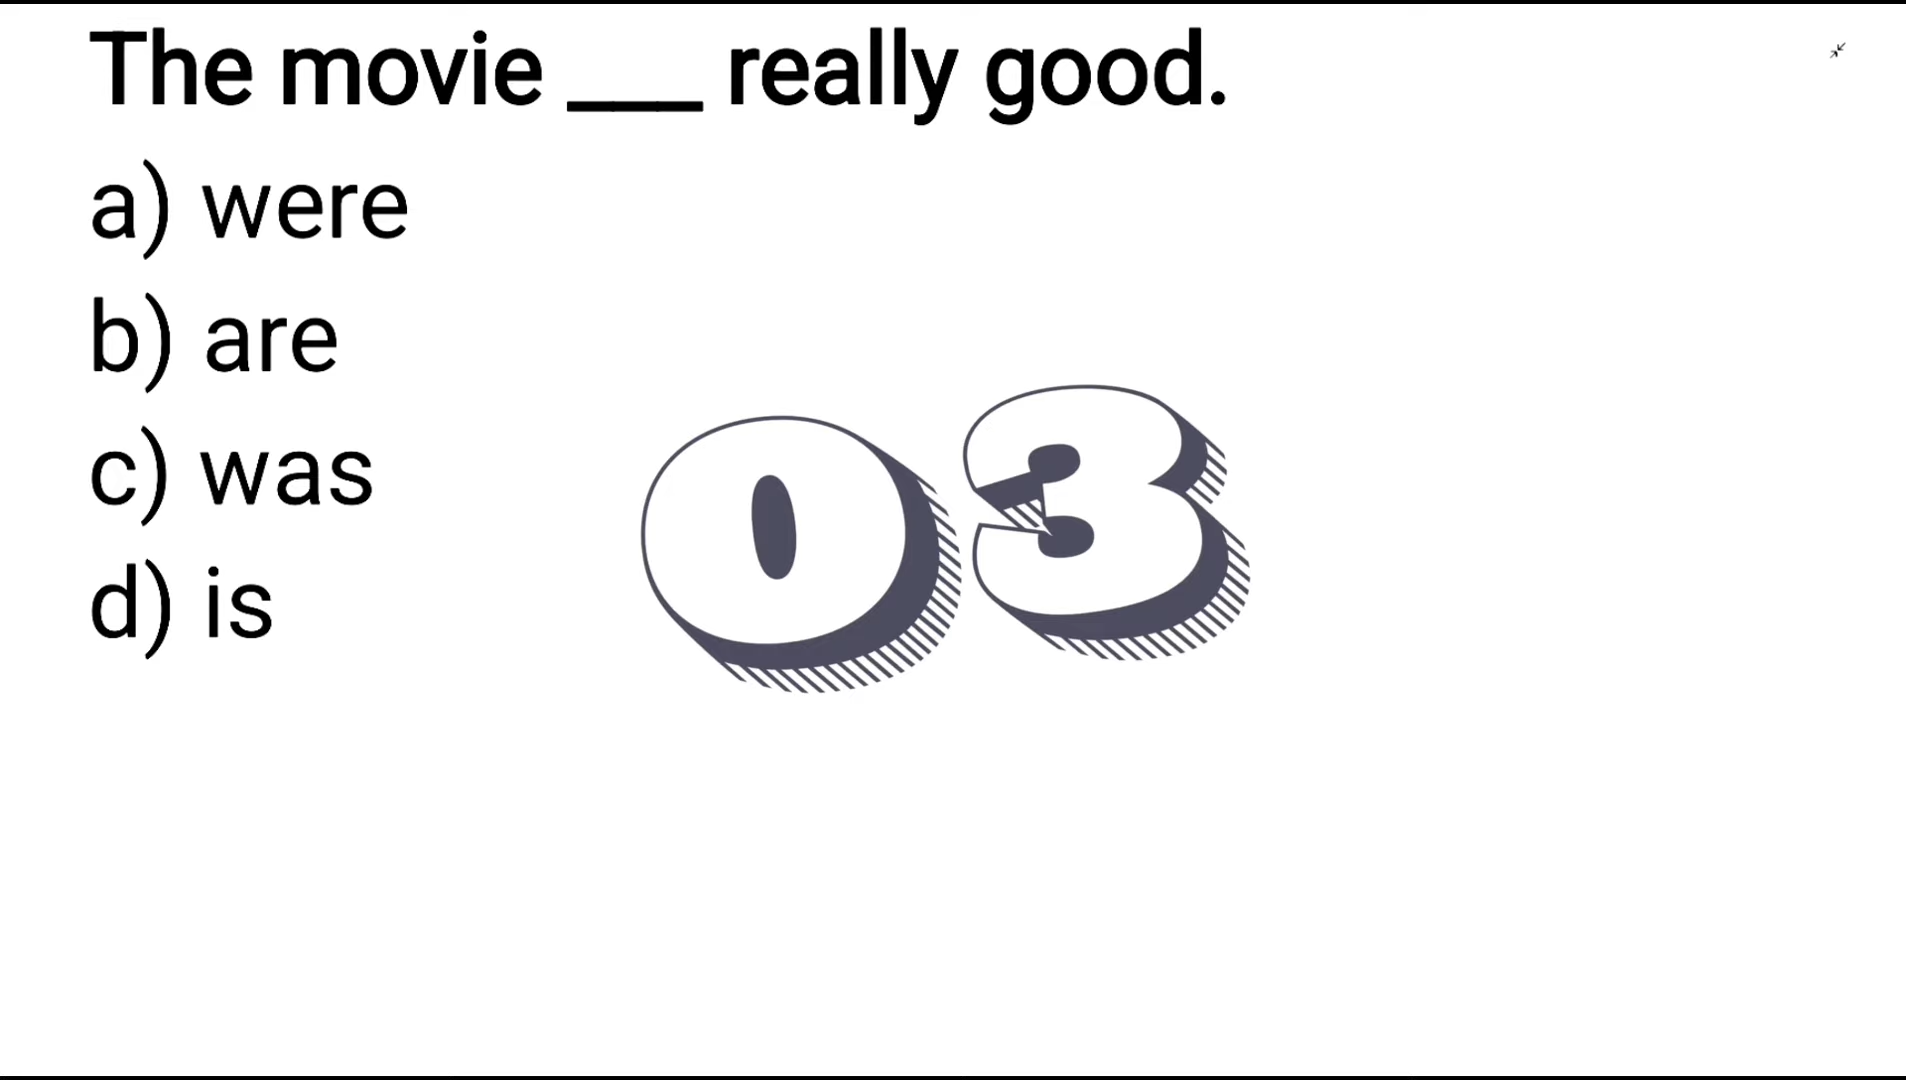 The movie ___ really good.
a) were
b) are
c) was
d) is
03